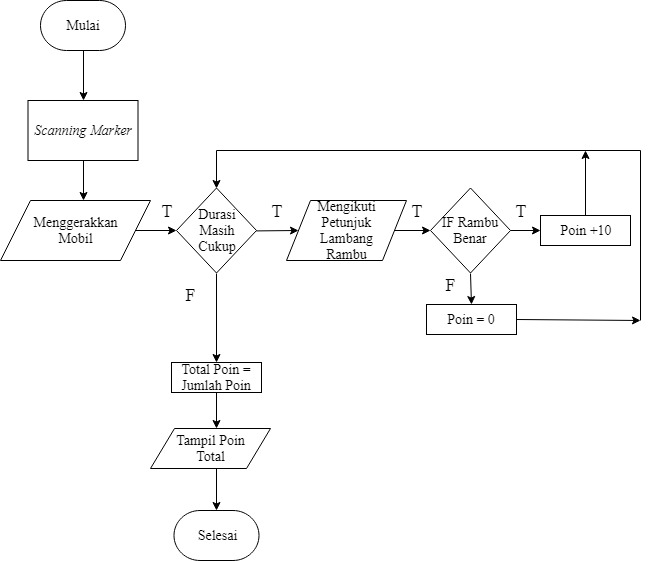 Mulai
Scanning Marker
Menggerakkan
Mobil
T
Durasi
Masih
Cukup
T
Mengikuti
Petunjuk
Lambang
Rambu
T
IF Rambu
Benar
T
Poin +10
F
Poin = 0
F
Total Poin =
Jumlah Poin
Tampil Poin
Total
Selesai